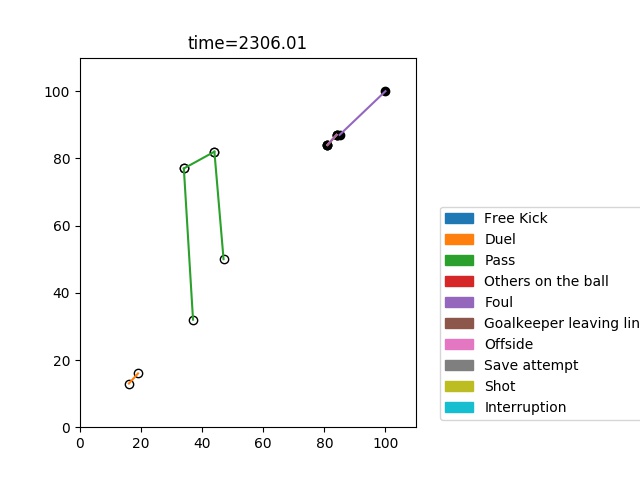 time=2306.01
100
80
60
40
20
0
0 20 40 60 80 100
Free Kick
Duel
Pass
Others on the ball
Foul
Goalkeeper leaving lin
Offside
Save attempt
Shot
Interruption